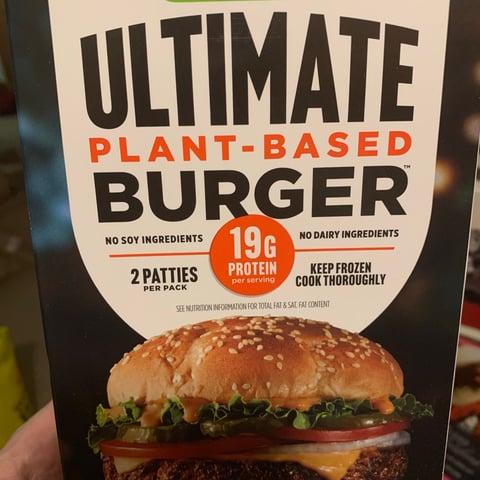 ULTIMATE
PLANT-BASED
BURGER™
NO SOY INGREDIENTS
19G
PROTEIN
per serving
NO DAIRY INGREDIENTS
2 PATTIES
PER PACK
KEEP FROZEN
COOK THOROUGHLY
SEE NUTRITION INFORMATION FOR TOTAL FAT & SAT. FAT CONTENT